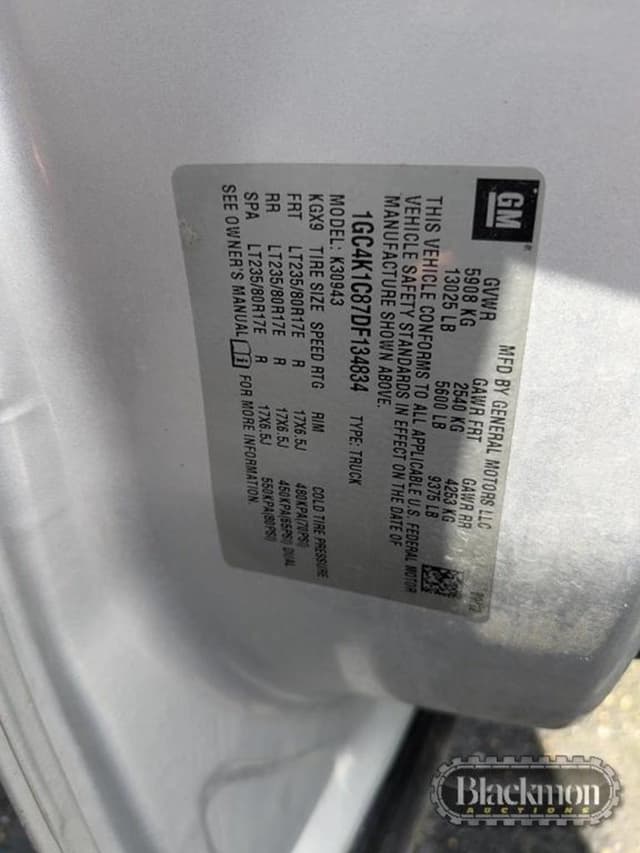 GM
MFD BY GENERAL MOTORS LLC
GVWR GAWR FRT GAWR RR
5908 KG 2540 KG 4253 KG
13025 LB 5600 LB 9375 LB
THIS VEHICLE CONFORMS TO ALL APPLICABLE U.S. FEDERAL MOTOR
VEHICLE SAFETY STANDARDS IN EFFECT ON THE DATE OF
MANUFACTURE SHOWN ABOVE.
1GC4K1C87DF134834 TYPE: TRUCK
MODEL: K30943
KGX9 TIRE SIZE SPEED RTG RIM COLD TIRE PRESSURE
FRT LT235/80R17E R 17X6.5J 480KPA(70PSI)
RR LT235/80R17E R 17X6.5J 450KPA(65PSI) DUAL
SPA LT235/80R17E R 17X6.5J 550KPA(80PSI)
SEE OWNER'S MANUAL FOR MORE INFORMATION.
Blackmon
AUCTIONS